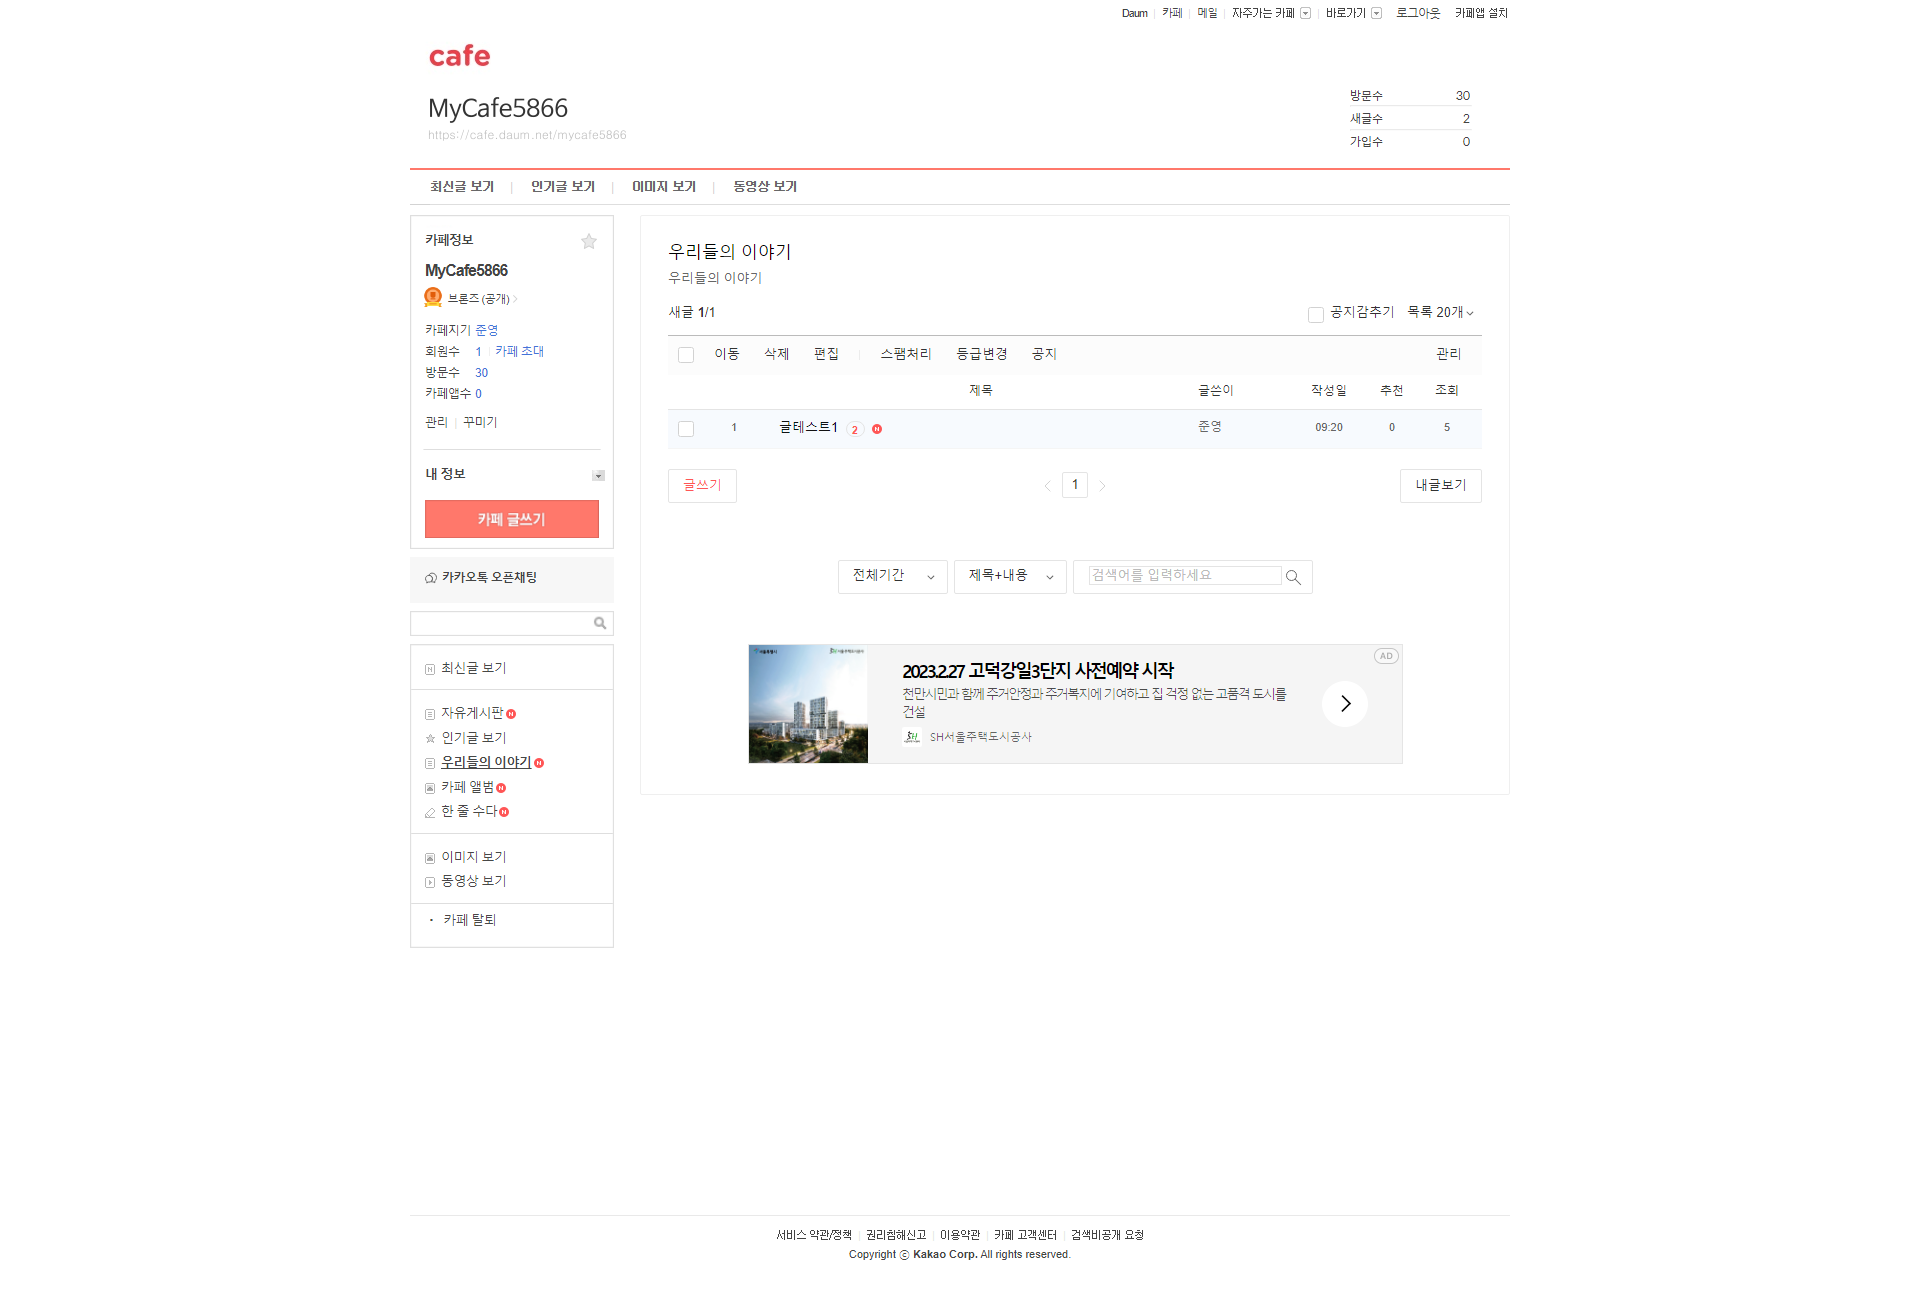 Daum 카페 메일 자주가는 카페 바로가기 로그아웃 카페앱 설치
cafe
MyCafe5866
https://cafe.daum.net/mycafe5866
방문수 30
새글수 2
가입수 0
최신글 보기 인기글 보기 이미지 보기 동영상 보기
카페정보
MyCafe5866
브론즈 (공개)
카페지기 준영
회원수 1 카페 초대
방문수 30
카페앱수 0
관리 꾸미기
내 정보
카페 글쓰기
카카오톡 오픈채팅
최신글 보기
자유게시판 N
인기글 보기
우리들의 이야기 N
카페 앨범 N
한 줄 수다 N
이미지 보기
동영상 보기
카페 탈퇴
우리들의 이야기
우리들의 이야기
새글 1/1 공지감추기 목록 20개
이동 삭제 편집 스팸처리 등급변경 공지 관리
제목 글쓴이 작성일 추천 조회
1 글테스트1 2 N 준영 09:20 0 5
글쓰기 1 내글보기
전체기간 제목+내용 검색어를 입력하세요
AD
2023.2.27 고덕강일3단지 사전예약 시작
천만시민과 함께 주거안정과 주거복지에 기여하고 집 걱정 없는 고품격 도시를
건설
SH서울주택도시공사
서비스 약관/정책 권리침해신고 이용약관 카페 고객센터 검색비공개 요청
Copyright ⓒ Kakao Corp. All rights reserved.